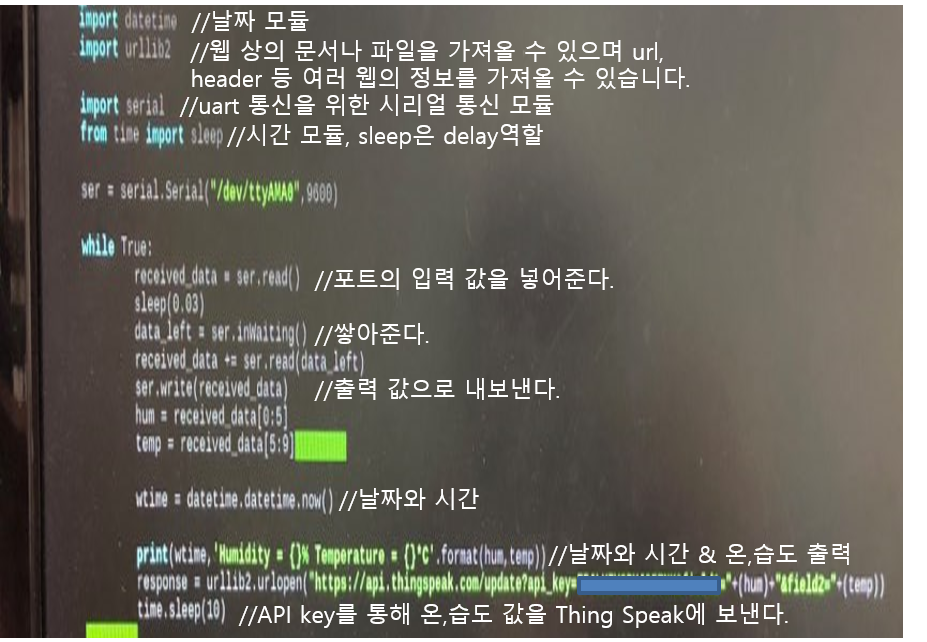 import datetime //날짜 모듈
import urllib2 //웹 상의 문서나 파일을 가져올 수 있으며 url,
header 등 여러 웹의 정보를 가져올 수 있습니다.
import serial //uart 통신을 위한 시리얼 통신 모듈
from time import sleep //시간 모듈, sleep은 delay역할
ser = serial.Serial("/dev/ttyAMA0",9600)
while True:
received_data = ser.read() //포트의 입력 값을 넣어준다.
sleep(0.03)
data_left = ser.inWaiting() //쌓아준다.
received_data += ser.read(data_left)
ser.write(received_data) //출력 값으로 내보낸다.
hum = received_data[0:5]
temp = received_data[5:9]
wtime = datetime.datetime.now() //날짜와 시간
print(wtime,'Humidity = {}% Temperature = {}°C'.format(hum,temp)) //날짜와 시간 & 온,습도 출력
response = urllib2.urlopen("https://api.thingspeak.com/update?api_key= "+(hum)+"&field2="+(temp))
time.sleep(10) //API key를 통해 온,습도 값을 Thing Speak에 보낸다.